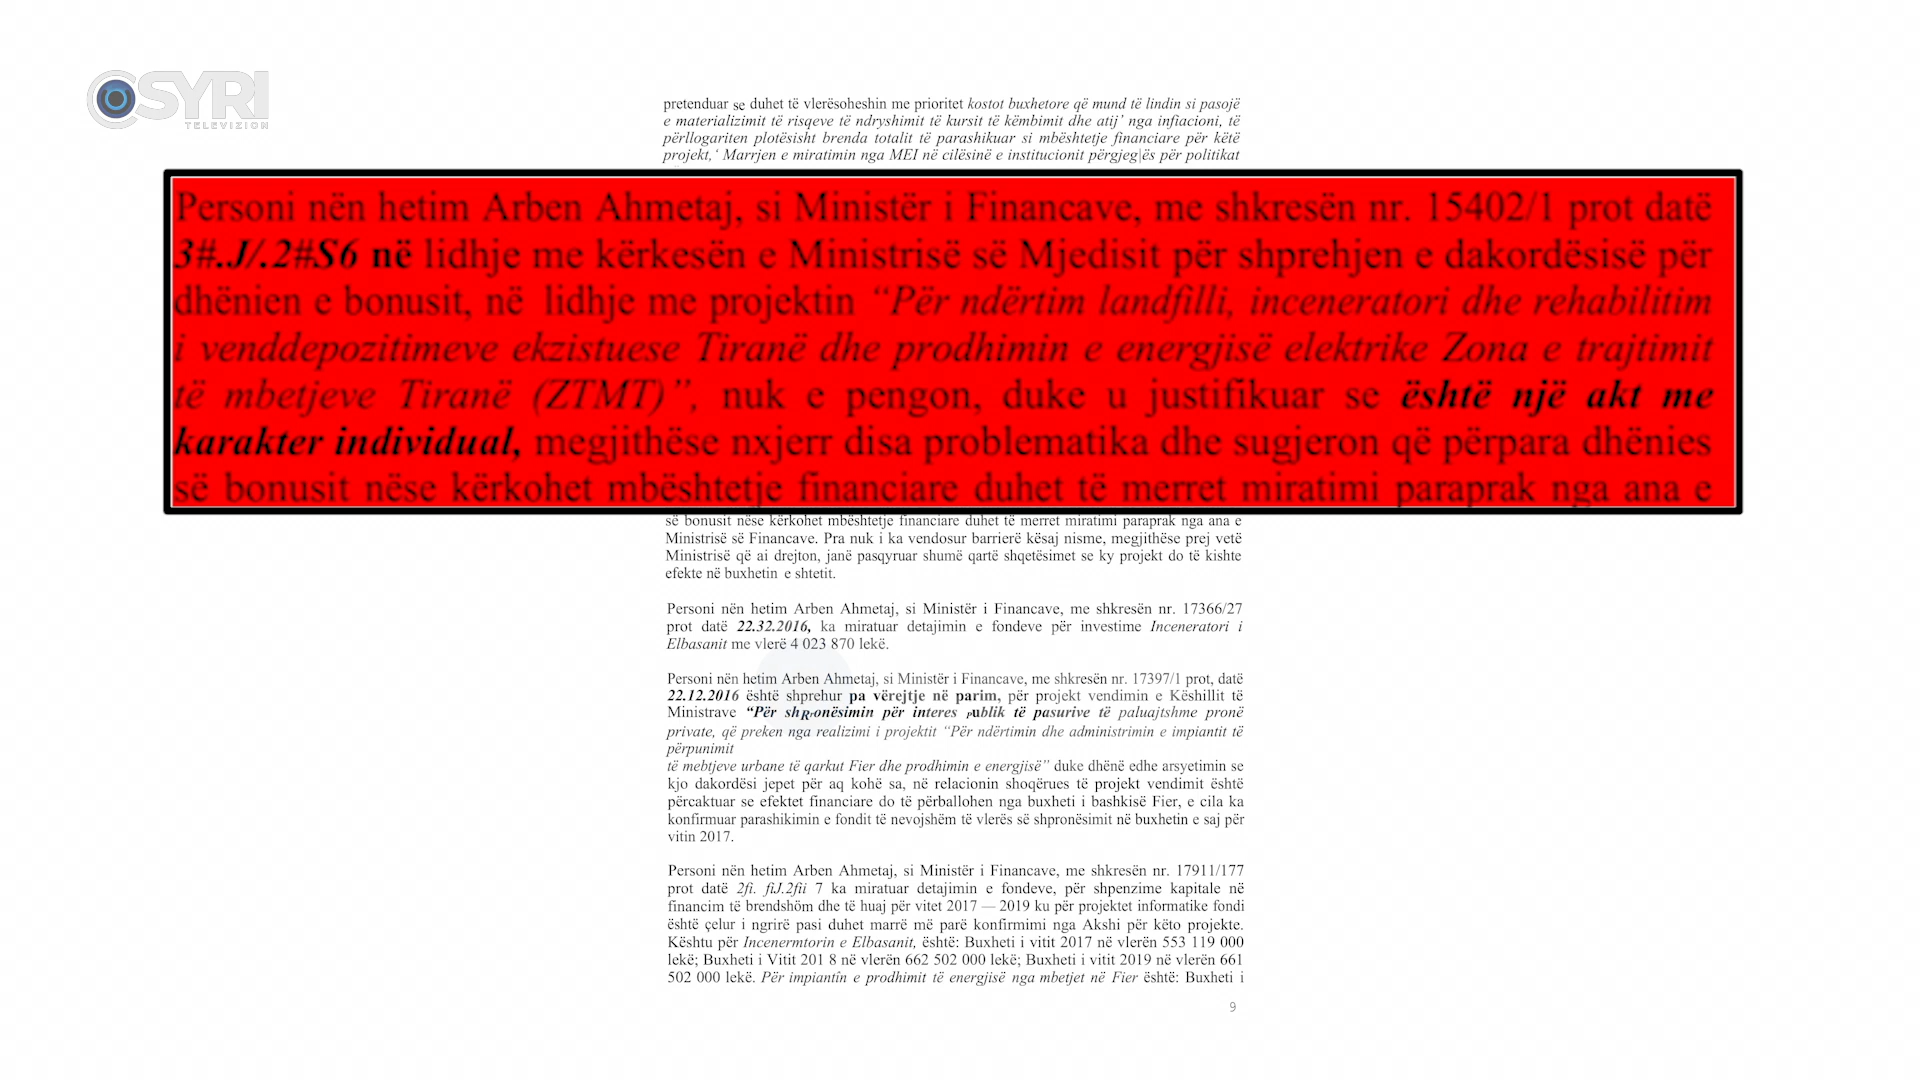 SYRI
TELEVIZION
pretenduar se duhet të vlerësoheshin me prioritet kostot buxhetore që mund të lindin si pasojë
e materializimit të risqeve të ndryshimit të kursit të këmbimit dhe atij’ nga infiacioni, të
përllogariten plotësisht brenda totalit të parashikuar si mbështetje financiare për këtë
projekt,‘ Marrjen e miratimin nga MEI në cilësinë e institucionit përgjeg|ës për politikat
Personi nën hetim Arben Ahmetaj, si Ministër i Financave, me shkresën nr. 15402/1 prot datë
3#.J/.2#S6 në lidhje me kërkesën e Ministrisë së Mjedisit për shprehjen e dakordësisë për
dhënien e bonusit, në lidhje me projektin “Për ndërtim landfilli, inceneratori dhe rehabilitim
i venddepozitimeve ekzistuese Tiranë dhe prodhimin e energjisë elektrike Zona e trajtimit
të mbetjeve Tiranë (ZTMT)”, nuk e pengon, duke u justifikuar se është një akt me
karakter individual, megjithëse nxjerr disa problematika dhe sugjeron që përpara dhënies
së bonusit nëse kërkohet mbështetje financiare duhet të merret miratimi paraprak nga ana e
së bonusit nëse kërkohet mbështetje financiare duhet të merret miratimi paraprak nga ana e
Ministrisë së Financave. Pra nuk i ka vendosur barrierë kësaj nisme, megjithëse prej vetë
Ministrisë që ai drejton, janë pasqyruar shumë qartë shqetësimet se ky projekt do të kishte
efekte në buxhetin e shtetit.
Personi nën hetim Arben Ahmetaj, si Ministër i Financave, me shkresën nr. 17366/27
prot datë 22.32.2016, ka miratuar detajimin e fondeve për investime Inceneratori i
Elbasanit me vlerë 4 023 870 lekë.
Personi nën hetim Arben Ahmetaj, si Ministër i Financave, me shkresën nr. 17397/1 prot, datë
22.12.2016 është shprehur pa vërejtje në parim, për projekt vendimin e Këshillit të
Ministrave “Për shpronësimin për interes publik të pasurive të paluajtshme pronë
private, që preken nga realizimi i projektit “Për ndërtimin dhe administrimin e impiantit të
përpunimit
të mebtjeve urbane të qarkut Fier dhe prodhimin e energjisë” duke dhënë edhe arsyetimin se
kjo dakordësi jepet për aq kohë sa, në relacionin shoqërues të projekt vendimit është
përcaktuar se efektet financiare do të përballohen nga buxheti i bashkisë Fier, e cila ka
konfirmuar parashikimin e fondit të nevojshëm të vlerës së shpronësimit në buxhetin e saj për
vitin 2017.
Personi nën hetim Arben Ahmetaj, si Ministër i Financave, me shkresën nr. 17911/177
prot datë 2fi. fiJ.2fii 7 ka miratuar detajimin e fondeve, për shpenzime kapitale në
financim të brendshöm dhe të huaj për vitet 2017 — 2019 ku për projektet informatike fondi
është çelur i ngrirë pasi duhet marrë më parë konfirmimi nga Akshi për këto projekte.
Kështu për Incenermtorin e Elbasanit, është: Buxheti i vitit 2017 në vlerën 553 119 000
lekë; Buxheti i Vitit 201 8 në vlerën 662 502 000 lekë; Buxheti i vitit 2019 në vlerën 661
502 000 lekë. Për impiantîn e prodhimit të energjisë nga mbetjet në Fier është: Buxheti i
9